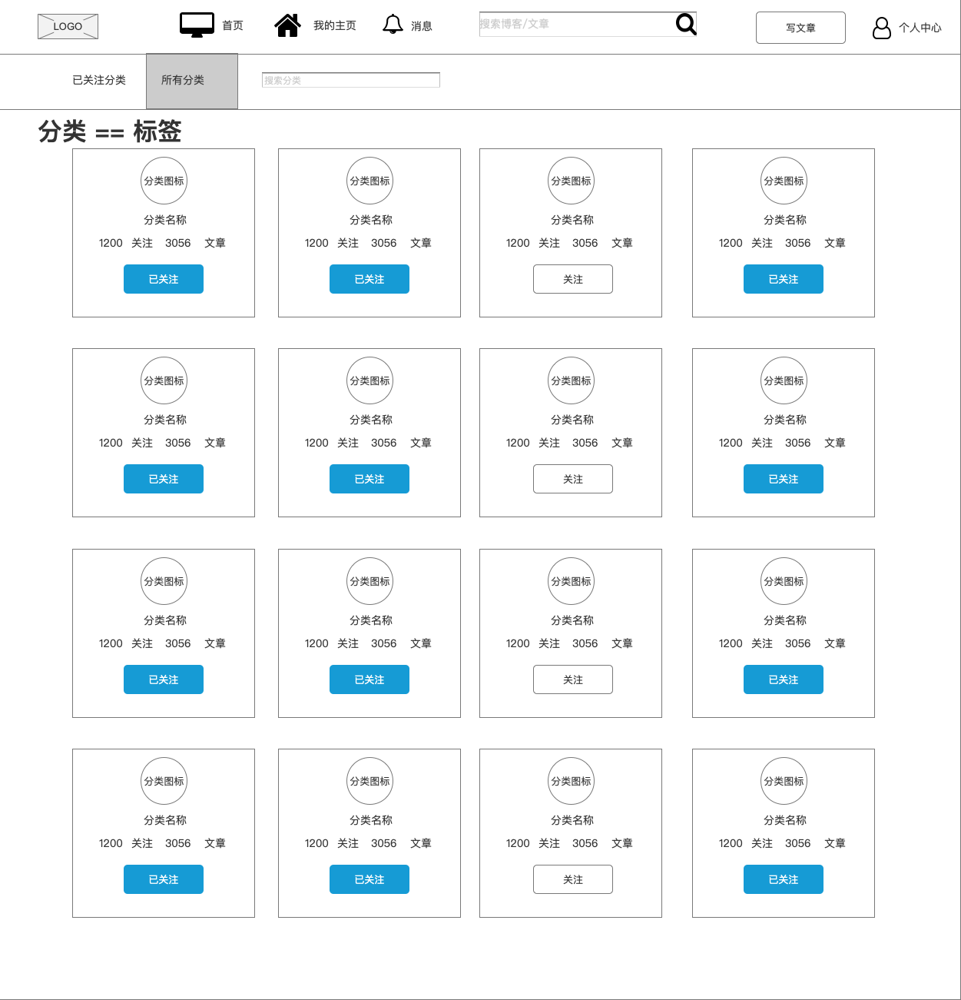 LOGO 首页 我的主页 消息 搜索博客/文章 写文章 个人中心
已关注分类 所有分类 搜索分类
分类 == 标签
分类图标 分类图标 分类图标 分类图标
分类名称 分类名称 分类名称 分类名称
1200 关注 3056 文章 1200 关注 3056 文章 1200 关注 3056 文章 1200 关注 3056 文章
已关注 已关注 关注 已关注
分类图标 分类图标 分类图标 分类图标
分类名称 分类名称 分类名称 分类名称
1200 关注 3056 文章 1200 关注 3056 文章 1200 关注 3056 文章 1200 关注 3056 文章
已关注 已关注 关注 已关注
分类图标 分类图标 分类图标 分类图标
分类名称 分类名称 分类名称 分类名称
1200 关注 3056 文章 1200 关注 3056 文章 1200 关注 3056 文章 1200 关注 3056 文章
已关注 已关注 关注 已关注
分类图标 分类图标 分类图标 分类图标
分类名称 分类名称 分类名称 分类名称
1200 关注 3056 文章 1200 关注 3056 文章 1200 关注 3056 文章 1200 关注 3056 文章
已关注 已关注 关注 已关注